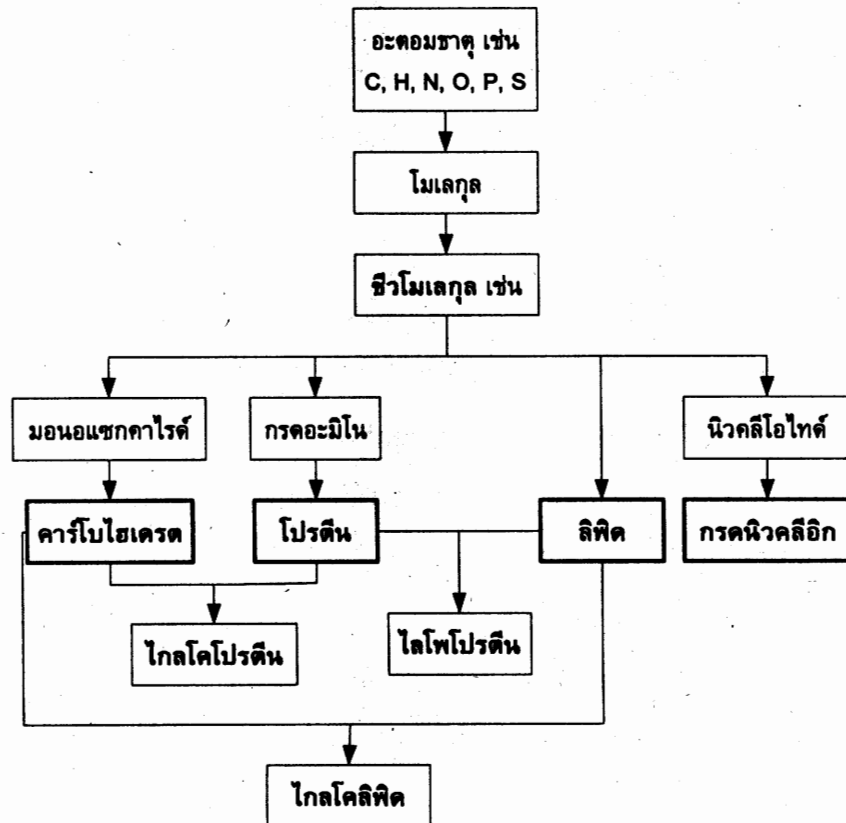 อะตอมธาตุ เช่น
C, H, N, O, P, S
โมเลกุล
ชีวโมเลกุล เช่น
มอนอแซกคาไรด์
กรดอะมิโน
นิวคลีโอไทด์
คาร์โบไฮเดรต
โปรตีน
ลิพิด
กรดนิวคลีอิก
ไกลโคโปรตีน
ไลโพโปรตีน
ไกลโคลิพิด